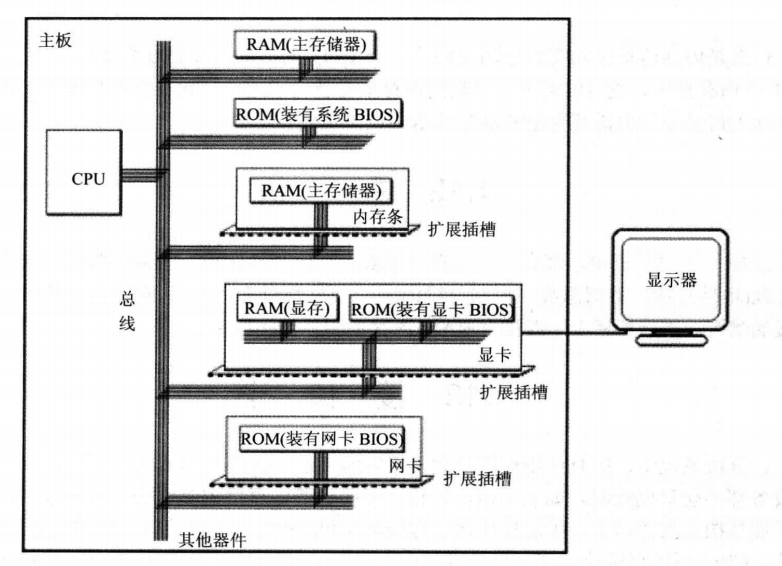 主板
RAM(主存储器)
ROM(装有系统 BIOS)
CPU
RAM(主存储器)
内存条
扩展插槽
总线
显示器
RAM(显存)
ROM(装有显卡 BIOS)
显卡
扩展插槽
ROM(装有网卡 BIOS)
网卡
扩展插槽
其他器件